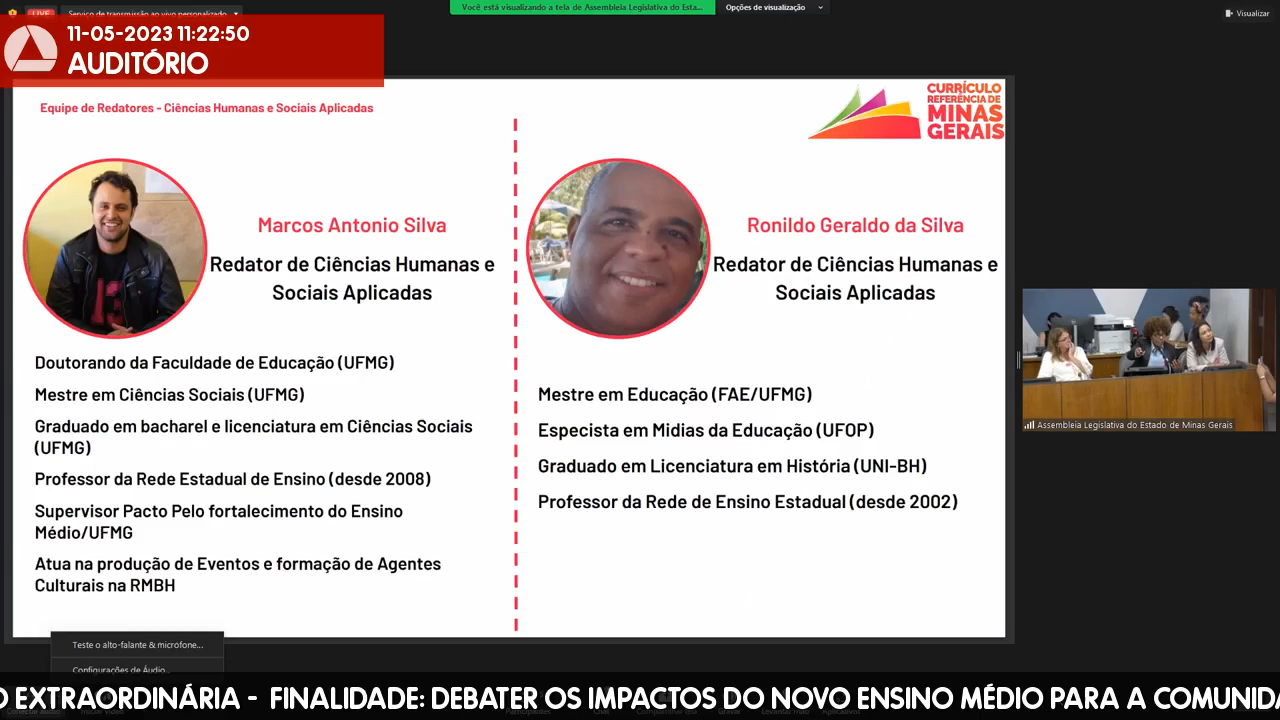 LIVE
Serviço de transmissão ao vivo personalizado
Você está visualizando a tela de Assembleia Legislativa do Esta...
Opções de visualização
Visualizar
11-05-2023 11:22:50
AUDITÓRIO
Equipe de Redatores - Ciências Humanas e Sociais Aplicadas
CURRÍCULO
REFERÊNCIA DE
MINAS
GERAIS
Marcos Antonio Silva
Redator de Ciências Humanas e
Sociais Aplicadas
Doutorando da Faculdade de Educação (UFMG)
Mestre em Ciências Sociais (UFMG)
Graduado em bacharel e licenciatura em Ciências Sociais
(UFMG)
Professor da Rede Estadual de Ensino (desde 2008)
Supervisor Pacto Pelo fortalecimento do Ensino
Médio/UFMG
Atua na produção de Eventos e formação de Agentes
Culturais na RMBH
Ronildo Geraldo da Silva
Redator de Ciências Humanas e
Sociais Aplicadas
Mestre em Educação (FAE/UFMG)
Especista em Midias da Educação (UFOP)
Graduado em Licenciatura em História (UNI-BH)
Professor da Rede de Ensino Estadual (desde 2002)
Assembleia Legislativa do Estado de Minas Gerais
Teste o alto-falante & microfone...
Configurações de Áudio...
O EXTRAORDINÁRIA - FINALIDADE: DEBATER OS IMPACTOS DO NOVO ENSINO MÉDIO PARA A COMUNIDA